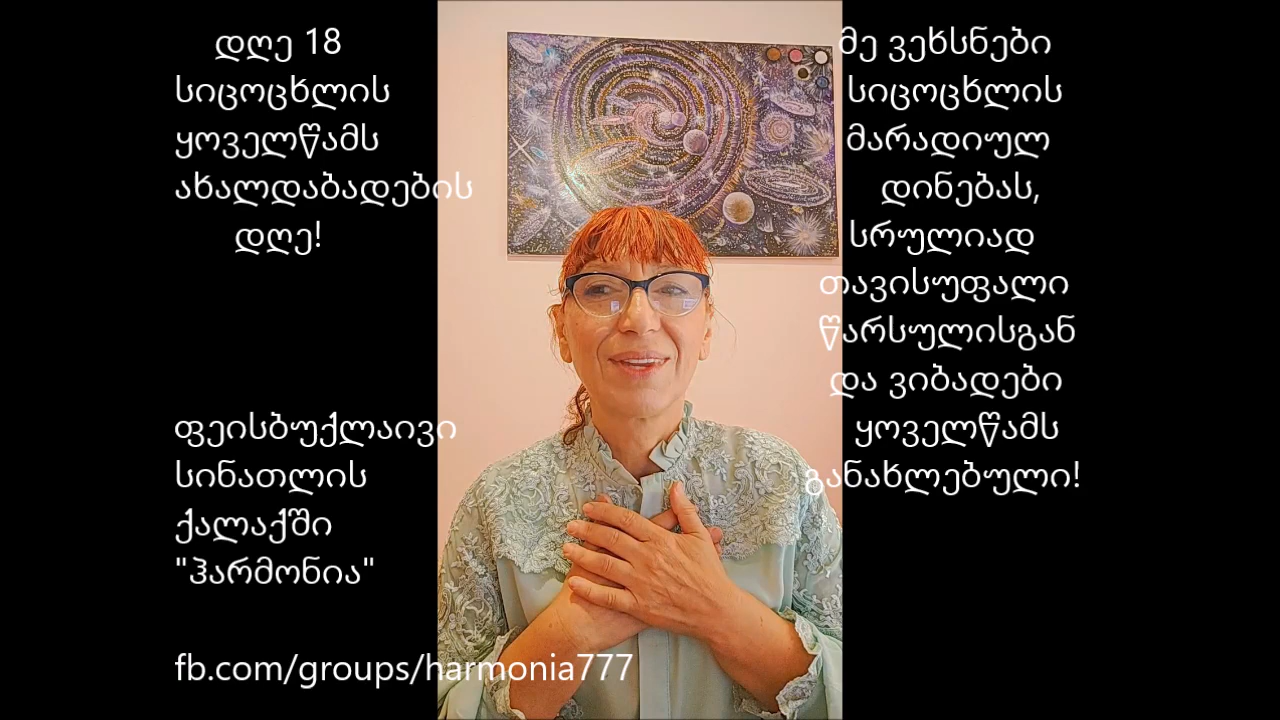 დღე 18
სიცოცხლის
ყოველწამს
ახალდაბადების
დღე!
ფეისბუქლაივი
სინათლის
ქალაქში
"ჰარმონია"
fb.com/groups/harmonia777
მე ვეხსნები
სიცოცხლის
მარადიულ
დინებას,
სრულიად
თავისუფალი
წარსულისგან
და ვიბადები
ყოველწამს
განახლებული!